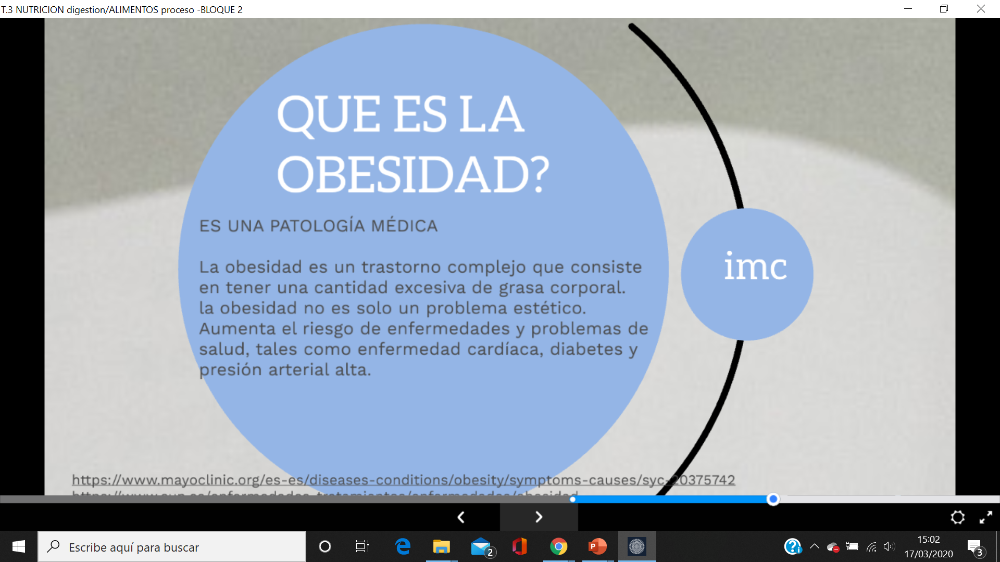 T.3 NUTRICION digestion/ALIMENTOS proceso -BLOQUE 2
QUE ES LA
OBESIDAD?
ES UNA PATOLOGÍA MÉDICA
La obesidad es un trastorno complejo que consiste
en tener una cantidad excesiva de grasa corporal.
la obesidad no es solo un problema estético.
Aumenta el riesgo de enfermedades y problemas de
salud, tales como enfermedad cardíaca, diabetes y
presión arterial alta.
imc
https://www.mayoclinic.org/es-es/diseases-conditions/obesity/symptoms-causes/syc-20375742
Escribe aquí para buscar
2
P
15:02
17/03/2020
3